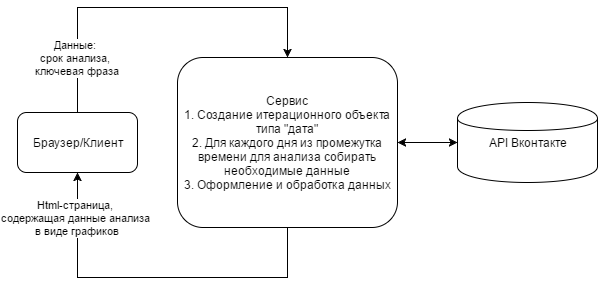 Данные:
срок анализа,
ключевая фраза
Браузер/Клиент
Html-страница,
содержащая данные анализа
в виде графиков
Сервис
1. Создание итерационного объекта
типа "дата"
2. Для каждого дня из промежутка
времени для анализа собирать
необходимые данные
3. Оформление и обработка данных
API Вконтакте